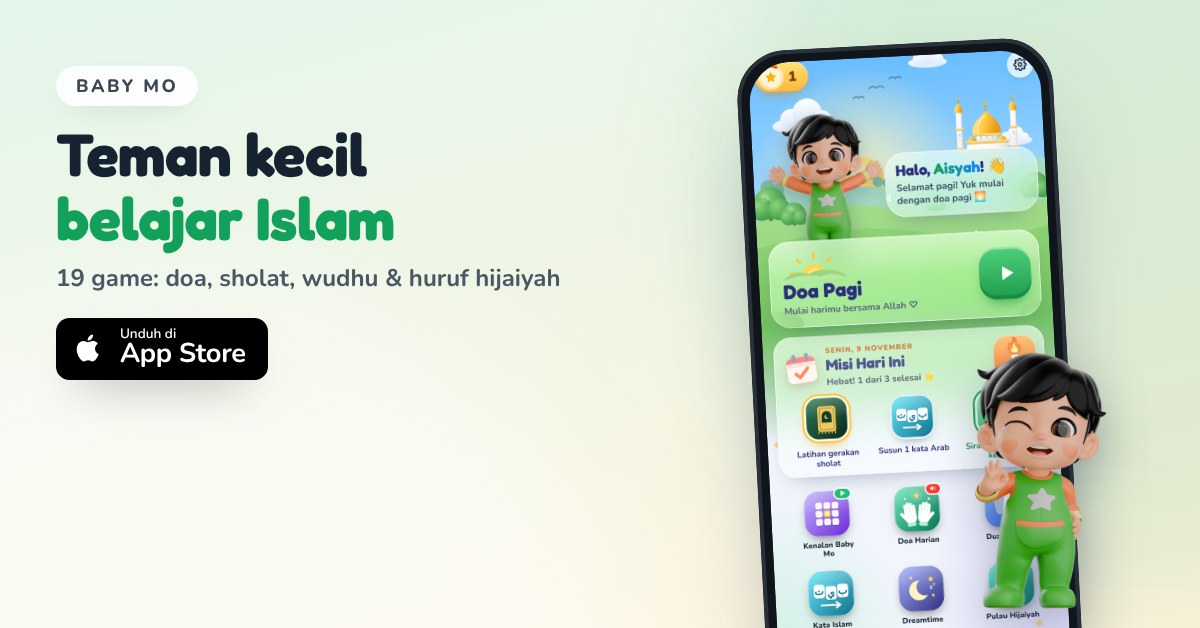 BABY MO
Teman kecil
belajar Islam
19 game: doa, sholat, wudhu & huruf hijaiyah
Unduh di
App Store
1
Halo, Aisyah! 👋
Selamat pagi! Yuk mulai
dengan doa pagi 🌅
Doa Pagi
Mulai harimu bersama Allah ♡
SENIN, 9 NOVEMBER
Misi Hari Ini
Hebat! 1 dari 3 selesai ⭐
Latihan gerakan
sholat
Susun 1 kata Arab
Kenalan Baby
Mo
Doa Harian
Kata Islam
Dreamtime
Pulau Hijaiyah